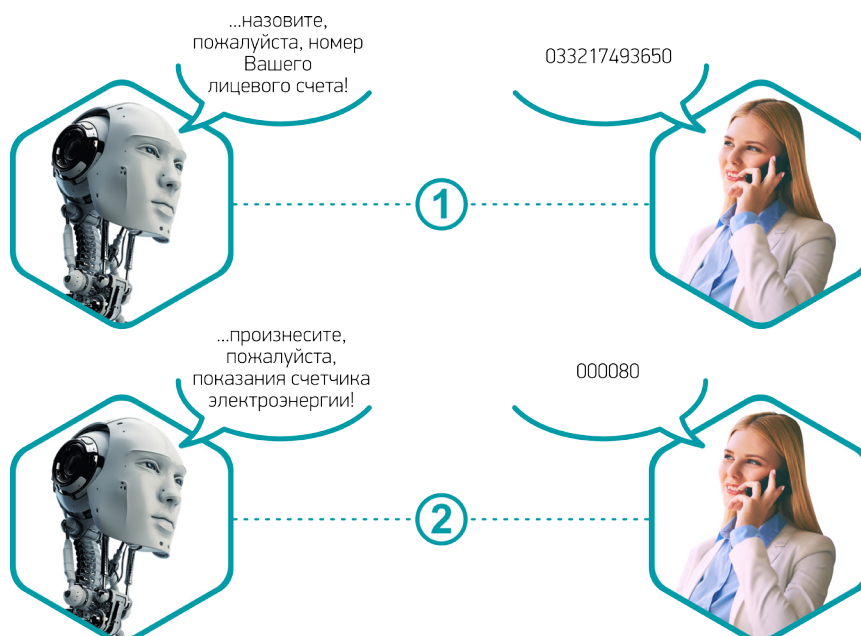 ...назовите,
пожалуйста, номер
Вашего
лицевого счета!
033217493650
1
...произнесите,
пожалуйста,
показания счетчика
электроэнергии!
000080
2